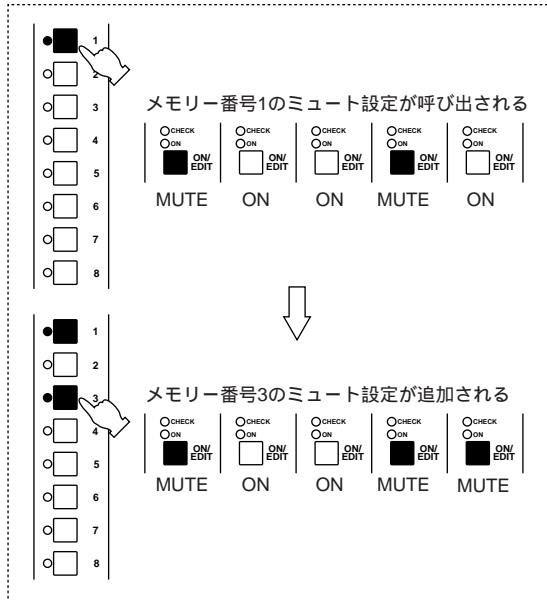 1
2
3
4
5
6
7
8
メモリー番号1のミュート設定が呼び出される
CHECK CHECK CHECK CHECK CHECK
ON ON ON ON ON
ON/ ON/ ON/ ON/ ON/
EDIT EDIT EDIT EDIT EDIT
MUTE ON ON MUTE ON
1
2
3
4
5
6
7
8
メモリー番号3のミュート設定が追加される
CHECK CHECK CHECK CHECK CHECK
ON ON ON ON ON
ON/ ON/ ON/ ON/ ON/
EDIT EDIT EDIT EDIT EDIT
MUTE ON ON MUTE MUTE